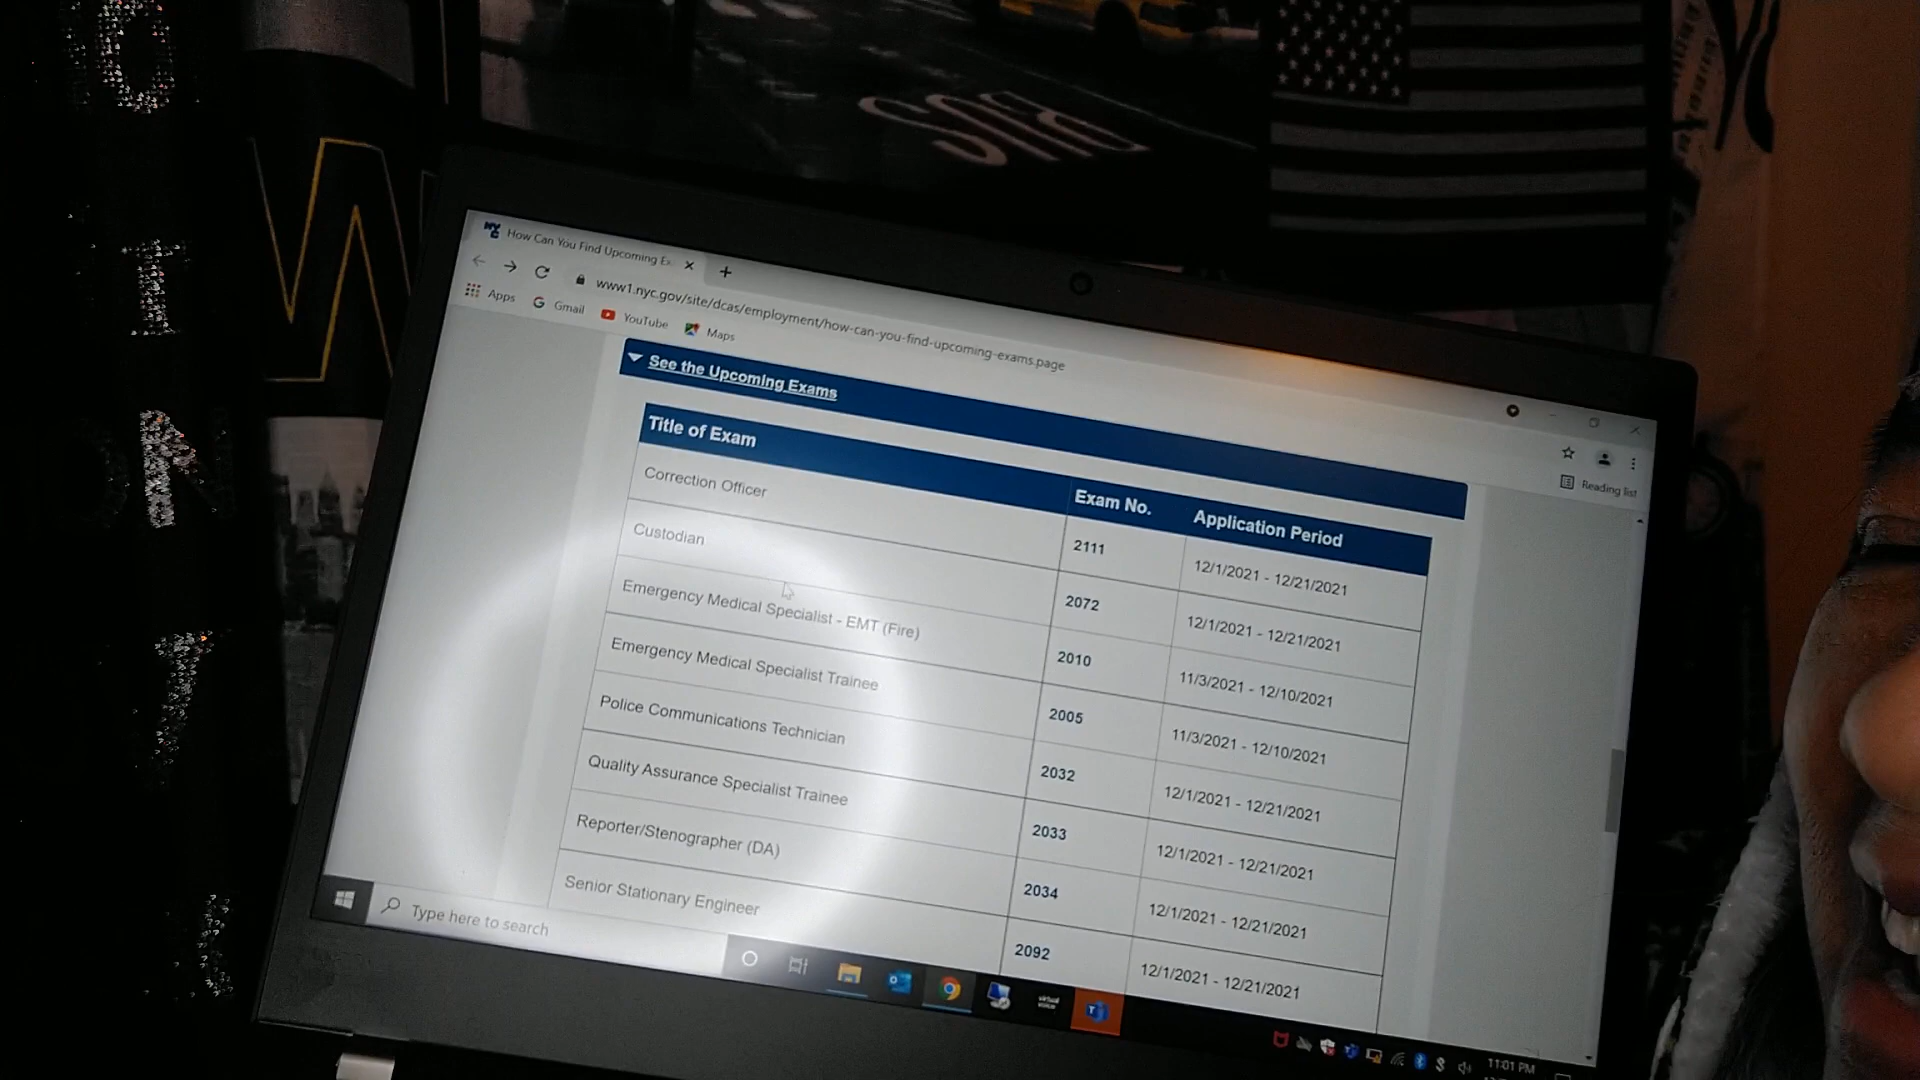 BUS
How Can You Find Upcoming Ex
www1.nyc.gov/site/dcas/employment/how-can-you-find-upcoming-exams.page
Apps Gmail YouTube Maps
Reading list
See the Upcoming Exams
Title of Exam Exam No. Application Period
Correction Officer 2111 12/1/2021 - 12/21/2021
Custodian 2072 12/1/2021 - 12/21/2021
Emergency Medical Specialist - EMT (Fire) 2010 11/3/2021 - 12/10/2021
Emergency Medical Specialist Trainee 2005 11/3/2021 - 12/10/2021
Police Communications Technician 2032 12/1/2021 - 12/21/2021
Quality Assurance Specialist Trainee 2033 12/1/2021 - 12/21/2021
Reporter/Stenographer (DA) 2034 12/1/2021 - 12/21/2021
Senior Stationary Engineer 2092 12/1/2021 - 12/21/2021
Type here to search
11:01 PM